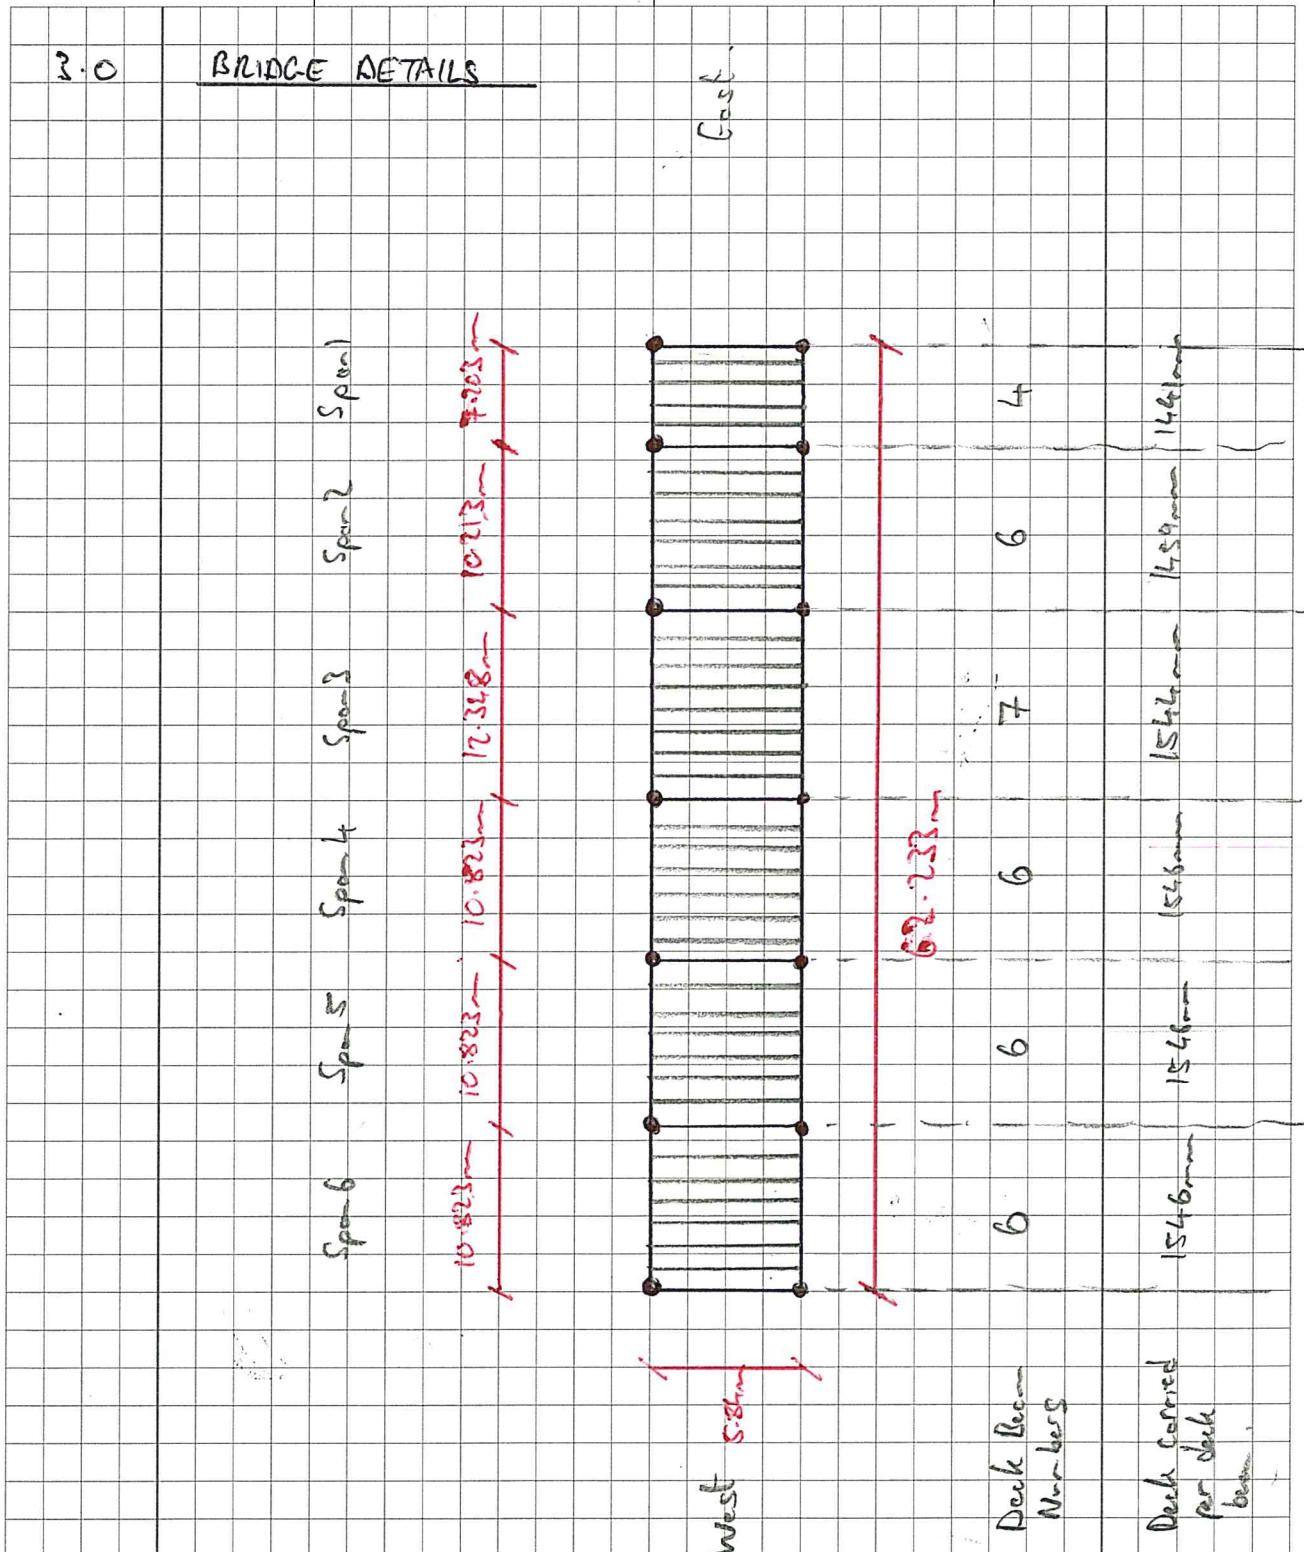 3.0 BRIDGE DETAILS
East
Span 1
Span 2
Span 3
Span 4
Span 5
Span 6
7.203m
10.213m
12.348m
10.823m
10.823m
10.823m
62.233m
5.84m
West
Deck Beam
Numbers
4
6
7
6
6
6
Deck carried
per deck
beam.
1441mm
1459mm
1544mm
1546mm
1546mm
1546mm